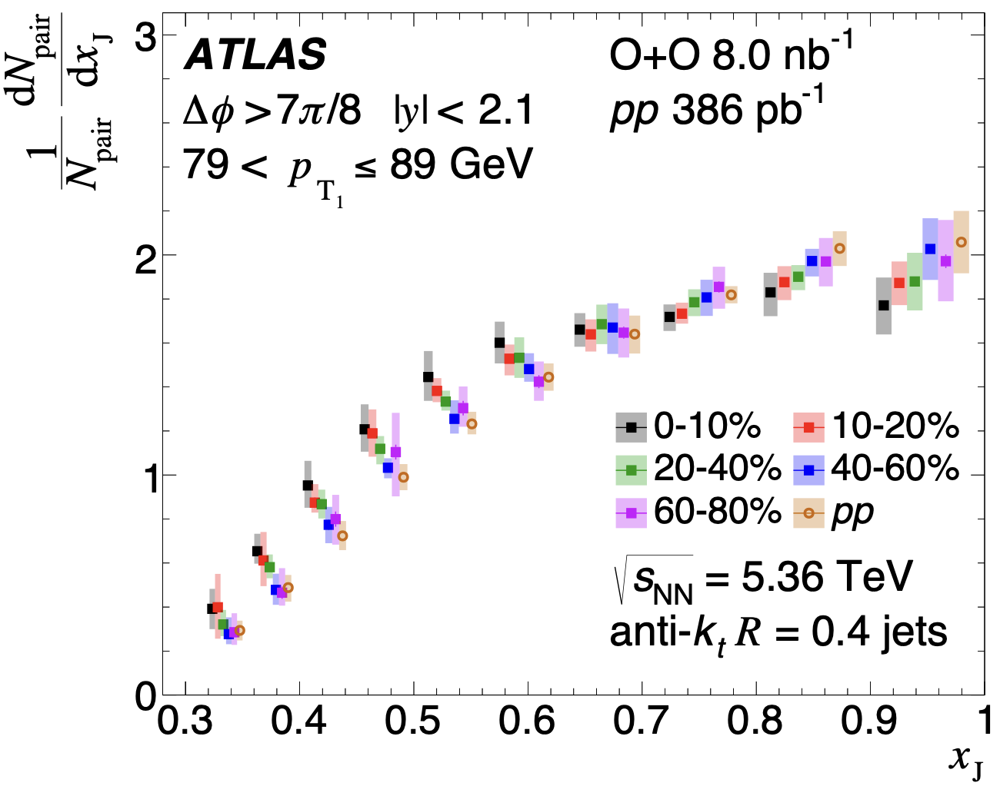 1/N_pair dN_pair/dx_J
ATLAS
O+O 8.0 nb⁻¹
Δϕ > 7π/8 |y| < 2.1
pp 386 pb⁻¹
79 < p_T₁ ≤ 89 GeV
3
2
1
0
0-10% 10-20%
20-40% 40-60%
60-80% pp
√s_NN = 5.36 TeV
anti-k_t R = 0.4 jets
0.3 0.4 0.5 0.6 0.7 0.8 0.9 1
x_J